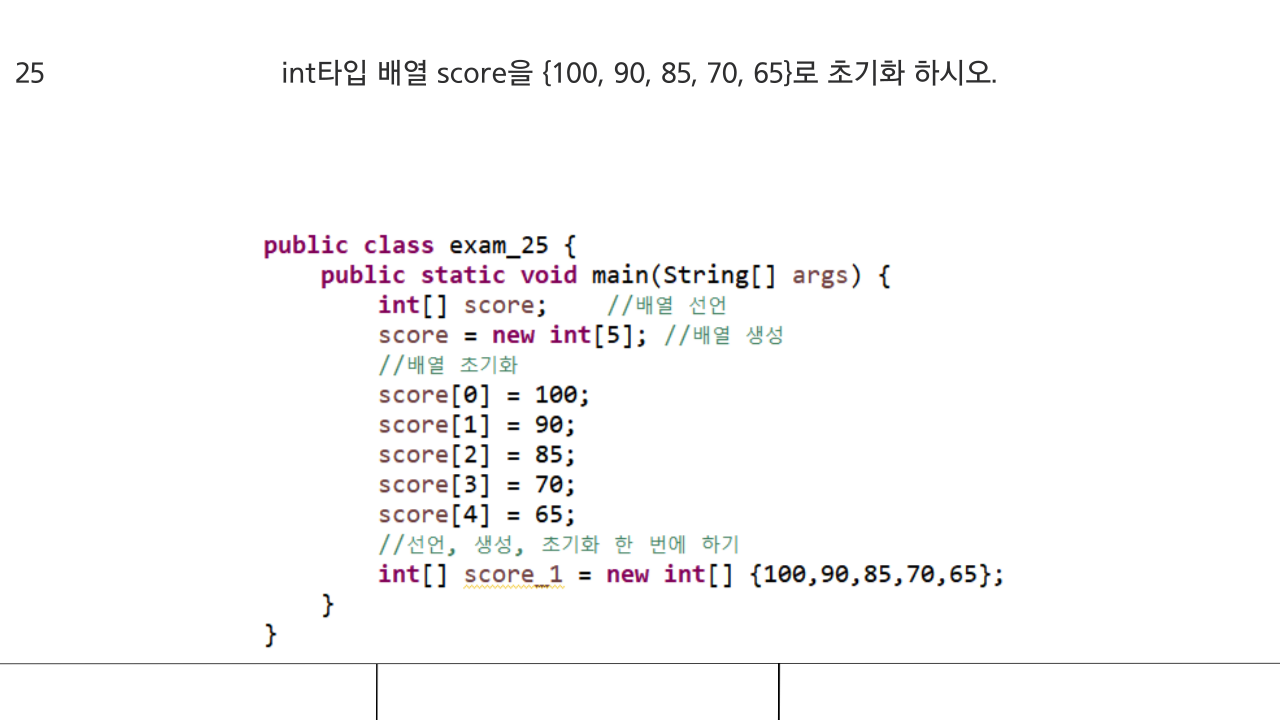 25
int타입 배열 score을 {100, 90, 85, 70, 65}로 초기화 하시오.
public class exam_25 {
    public static void main(String[] args) {
        int[] score;    //배열 선언
        score = new int[5]; //배열 생성
        //배열 초기화
        score[0] = 100;
        score[1] = 90;
        score[2] = 85;
        score[3] = 70;
        score[4] = 65;
        //선언, 생성, 초기화 한 번에 하기
        int[] score_1 = new int[] {100,90,85,70,65};
    }
}